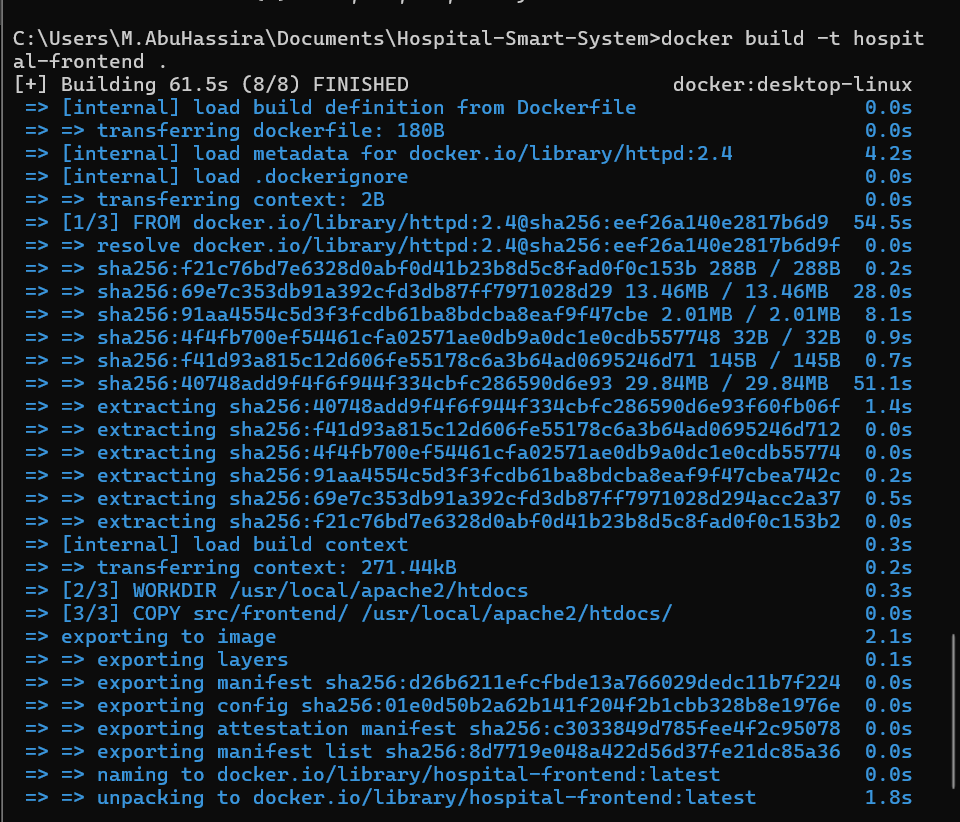 C:\Users\M.AbuHassira\Documents\Hospital-Smart-System>docker build -t hospit
al-frontend .
[+] Building 61.5s (8/8) FINISHED docker:desktop-linux
=> [internal] load build definition from Dockerfile 0.0s
=> => transferring dockerfile: 180B 0.0s
=> [internal] load metadata for docker.io/library/httpd:2.4 4.2s
=> [internal] load .dockerignore 0.0s
=> => transferring context: 2B 0.0s
=> [1/3] FROM docker.io/library/httpd:2.4@sha256:eef26a140e2817b6d9 54.5s
=> => resolve docker.io/library/httpd:2.4@sha256:eef26a140e2817b6d9f 0.0s
=> => sha256:f21c76bd7e6328d0abf0d41b23b8d5c8fad0f0c153b 288B / 288B 0.2s
=> => sha256:69e7c353db91a392cfd3db87ff7971028d29 13.46MB / 13.46MB 28.0s
=> => sha256:91aa4554c5d3f3fcdb61ba8bdcba8eaf9f47cbe 2.01MB / 2.01MB 8.1s
=> => sha256:4f4fb700ef54461cfa02571ae0db9a0dc1e0cdb557748 32B / 32B 0.9s
=> => sha256:f41d93a815c12d606fe55178c6a3b64ad0695246d71 145B / 145B 0.7s
=> => sha256:40748add9f4f6f944f334cbfc286590d6e93 29.84MB / 29.84MB 51.1s
=> => extracting sha256:40748add9f4f6f944f334cbfc286590d6e93f60fb06f 1.4s
=> => extracting sha256:f41d93a815c12d606fe55178c6a3b64ad0695246d712 0.0s
=> => extracting sha256:4f4fb700ef54461cfa02571ae0db9a0dc1e0cdb55774 0.0s
=> => extracting sha256:91aa4554c5d3f3fcdb61ba8bdcba8eaf9f47cbea742c 0.2s
=> => extracting sha256:69e7c353db91a392cfd3db87ff7971028d294acc2a37 0.5s
=> => extracting sha256:f21c76bd7e6328d0abf0d41b23b8d5c8fad0f0c153b2 0.0s
=> [internal] load build context 0.3s
=> => transferring context: 271.44kB 0.2s
=> [2/3] WORKDIR /usr/local/apache2/htdocs 0.3s
=> [3/3] COPY src/frontend/ /usr/local/apache2/htdocs/ 0.0s
=> exporting to image 2.1s
=> => exporting layers 0.1s
=> => exporting manifest sha256:d26b6211efcfbde13a766029dedc11b7f224 0.0s
=> => exporting config sha256:01e0d50b2a62b141f204f2b1cbb328b8e1976e 0.0s
=> => exporting attestation manifest sha256:c3033849d785fee4f2c95078 0.0s
=> => exporting manifest list sha256:8d7719e048a422d56d37fe21dc85a36 0.0s
=> => naming to docker.io/library/hospital-frontend:latest 0.0s
=> => unpacking to docker.io/library/hospital-frontend:latest 1.8s